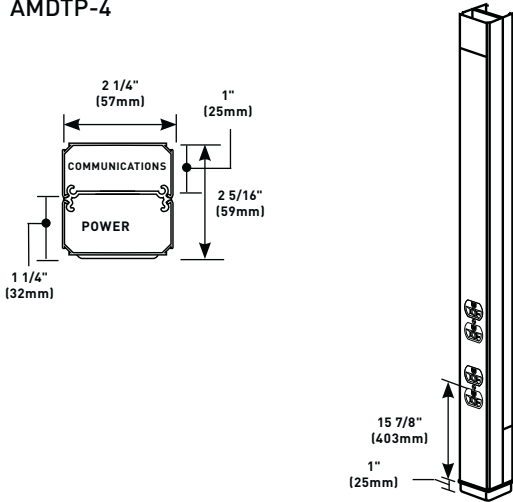 AMDTP-4
2 1/4"
(57mm)
1"
(25mm)
COMMUNICATIONS
2 5/16"
(59mm)
POWER
1 1/4"
(32mm)
15 7/8"
(403mm)
1"
(25mm)